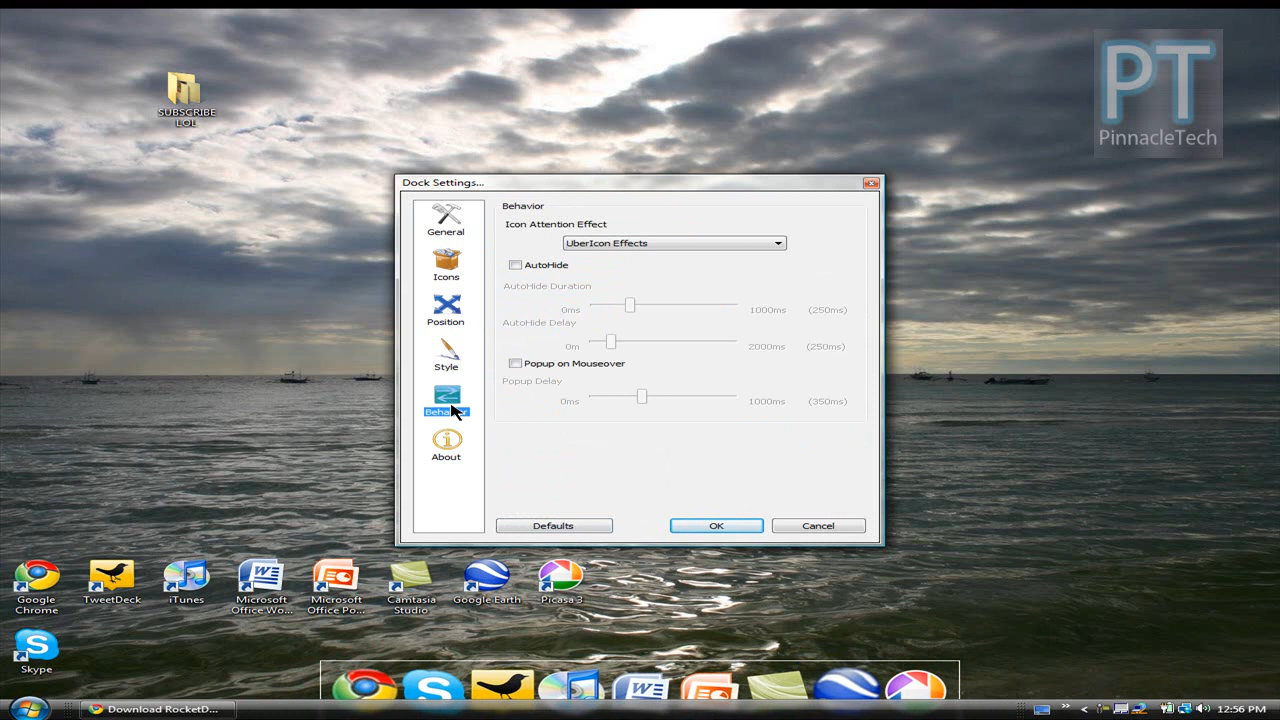 PT
PinnacleTech
SUBSCRIBE
LOL
Dock Settings...
General
Icons
Position
Style
About
Behavior
Icon Attention Effect
UberIcon Effects
AutoHide
AutoHide Duration
0ms 1000ms (250ms)
AutoHide Delay
0m 2000ms (250ms)
Popup on Mouseover
Popup Delay
0ms 1000ms (350ms)
Defaults
OK
Cancel
Google
Chrome
TweetDeck
iTunes
Microsoft
Office Wo...
Microsoft
Office Po...
Camtasia
Studio
Google Earth
Picasa 3
Skype
Download RocketD...
12:56 PM